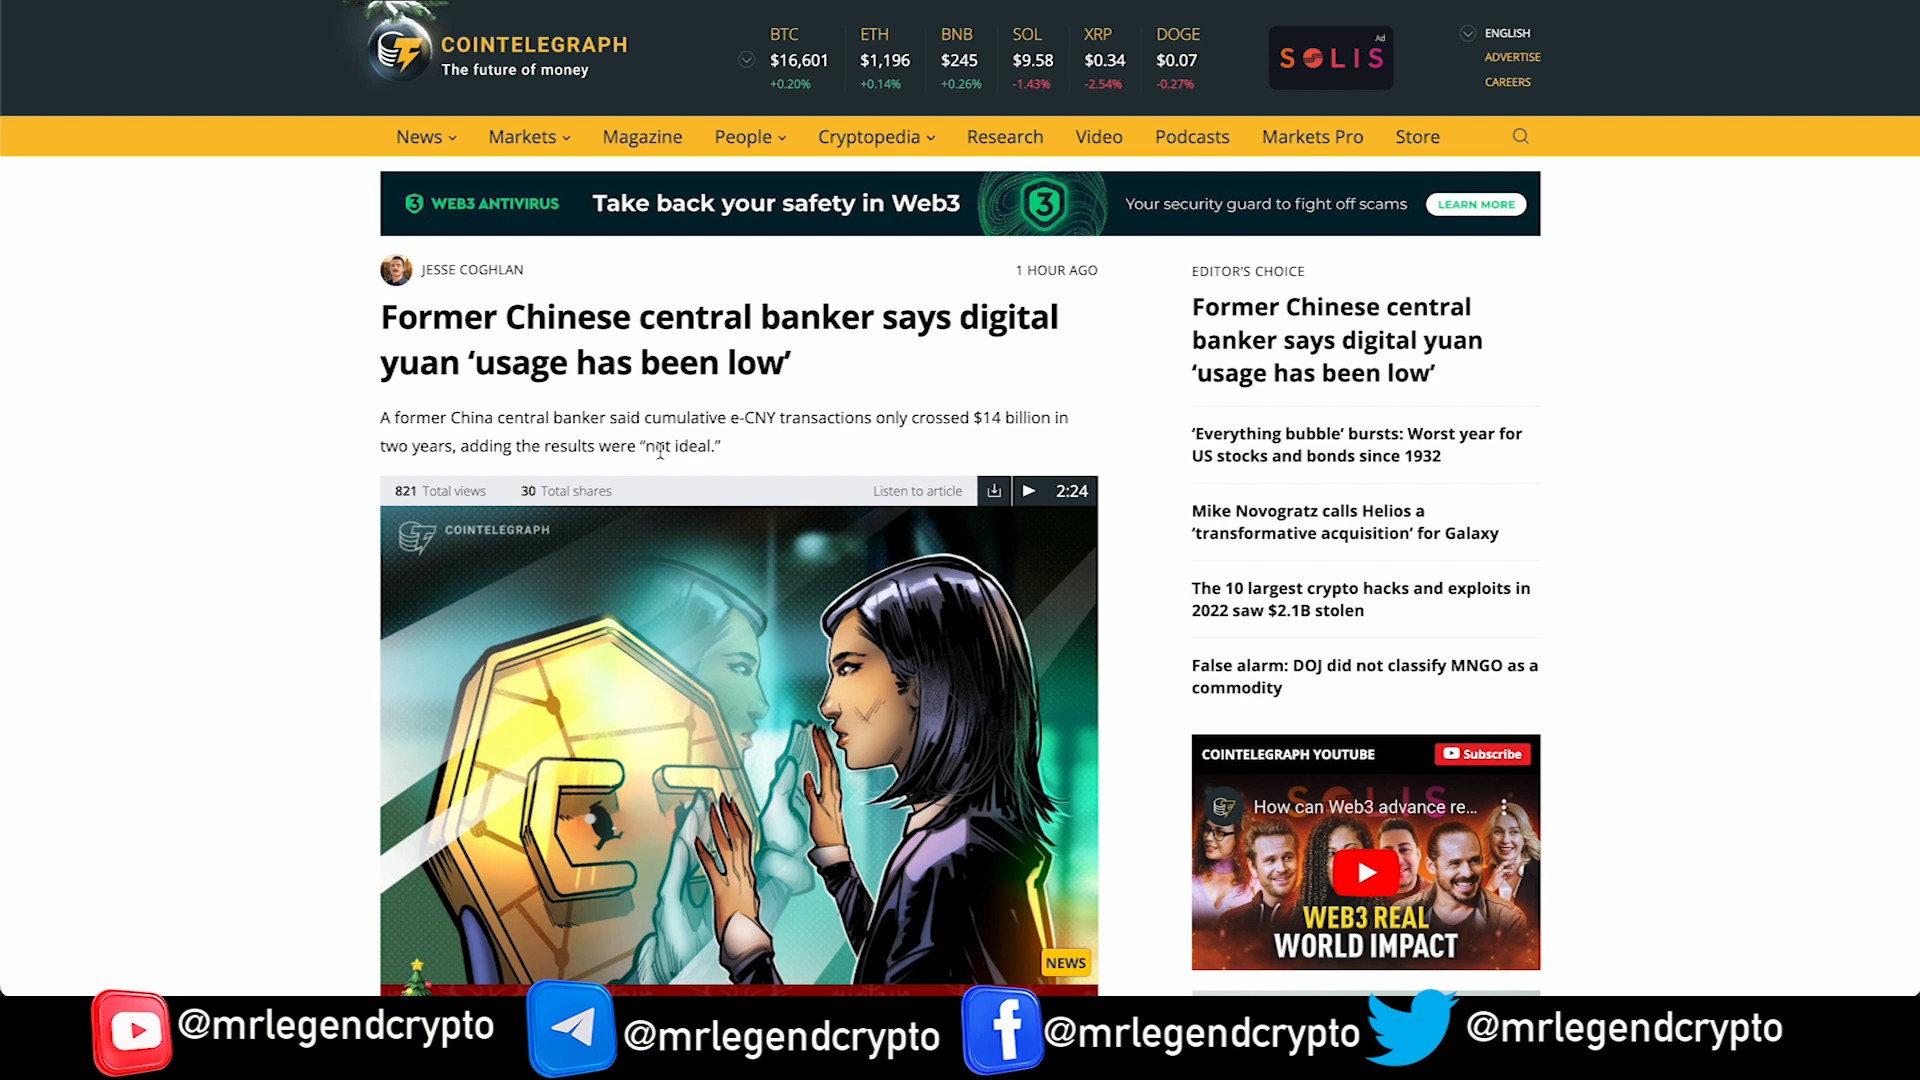 COINTELEGRAPH
The future of money
BTC
$16,601
+0.20%
ETH
$1,196
+0.14%
BNB
$245
+0.26%
SOL
$9.58
-1.43%
XRP
$0.34
-2.54%
DOGE
$0.07
-0.27%
Ad
SOLIS
ENGLISH
ADVERTISE
CAREERS
News Markets Magazine People Cryptopedia Research Video Podcasts Markets Pro Store
3 WEB3 ANTIVIRUS Take back your safety in Web3 3 Your security guard to fight off scams LEARN MORE
JESSE COGHLAN 1 HOUR AGO
Former Chinese central banker says digital
yuan ‘usage has been low’
A former China central banker said cumulative e-CNY transactions only crossed $14 billion in
two years, adding the results were “not ideal.”
821 Total views 30 Total shares Listen to article 2:24
COINTELEGRAPH
NEWS
EDITOR’S CHOICE
Former Chinese central
banker says digital yuan
‘usage has been low’
‘Everything bubble’ bursts: Worst year for
US stocks and bonds since 1932
Mike Novogratz calls Helios a
‘transformative acquisition’ for Galaxy
The 10 largest crypto hacks and exploits in
2022 saw $2.1B stolen
False alarm: DOJ did not classify MNGO as a
commodity
COINTELEGRAPH YOUTUBE Subscribe
SOLIS
How can Web3 advance re...
WEB3 REAL
WORLD IMPACT
@mrlegendcrypto @mrlegendcrypto @mrlegendcrypto @mrlegendcrypto